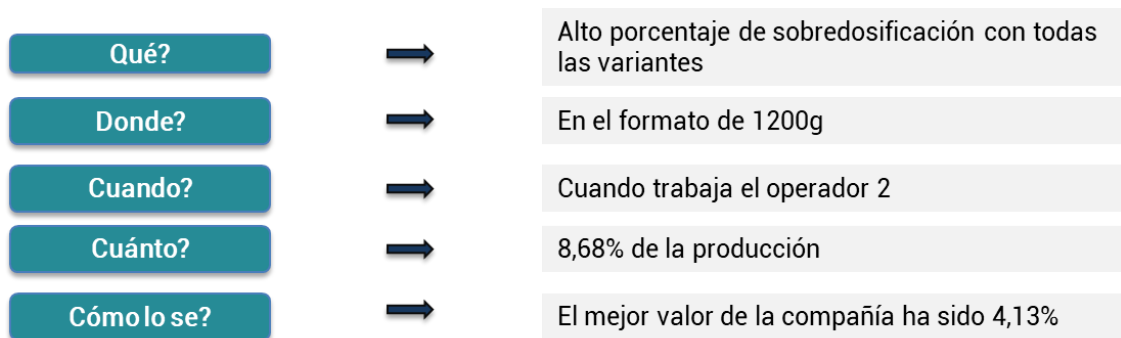 Qué?
Alto porcentaje de sobredosificación con todas
las variantes
Donde?
En el formato de 1200g
Cuando?
Cuando trabaja el operador 2
Cuánto?
8,68% de la producción
Cómo lo se?
El mejor valor de la compañía ha sido 4,13%